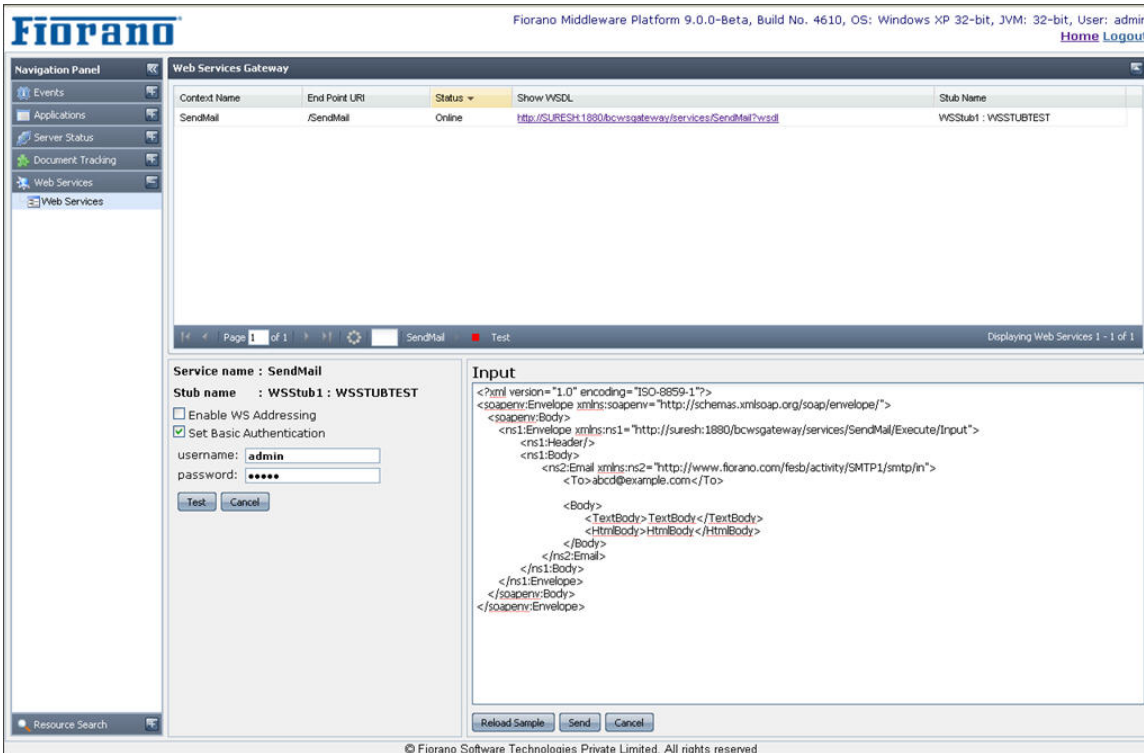 Fiorano
Fiorano Middleware Platform 9.0.0-Beta, Build No. 4610, OS: Windows XP 32-bit, JVM: 32-bit, User: admin
Home Logout
Navigation Panel
Events
Applications
Server Status
Document Tracking
Web Services
Web Services
Resource Search
Web Services Gateway
Context Name End Point URI Status Show WSDL Stub Name
SendMail /SendMail Online http://SURESH:1880/bcwsgateway/services/SendMail?wsdl WSStub1 : WSSTUBTEST
Page 1 of 1 SendMail Test Displaying Web Services 1 - 1 of 1
Service name : SendMail
Stub name : WSStub1 : WSSTUBTEST
Enable WS Addressing
Set Basic Authentication
username: admin
password: •••••
Test Cancel
Input
<?xml version="1.0" encoding="ISO-8859-1"?>
<soapenv:Envelope xmlns:soapenv="http://schemas.xmlsoap.org/soap/envelope/">
<soapenv:Body>
<ns1:Envelope xmlns:ns1="http://suresh:1880/bcwsgateway/services/SendMail/Execute/Input">
<ns1:Header/>
<ns1:Body>
<ns2:Email xmlns:ns2="http://www.fiorano.com/fesb/activity/SMTP1/smtp/in">
<To>abcd@example.com</To>
<Body>
<TextBody>TextBody</TextBody>
<HtmlBody>HtmlBody</HtmlBody>
</Body>
</ns2:Email>
</ns1:Body>
</ns1:Envelope>
</soapenv:Body>
</soapenv:Envelope>
Reload Sample Send Cancel
© Fiorano Software Technologies Private Limited. All rights reserved